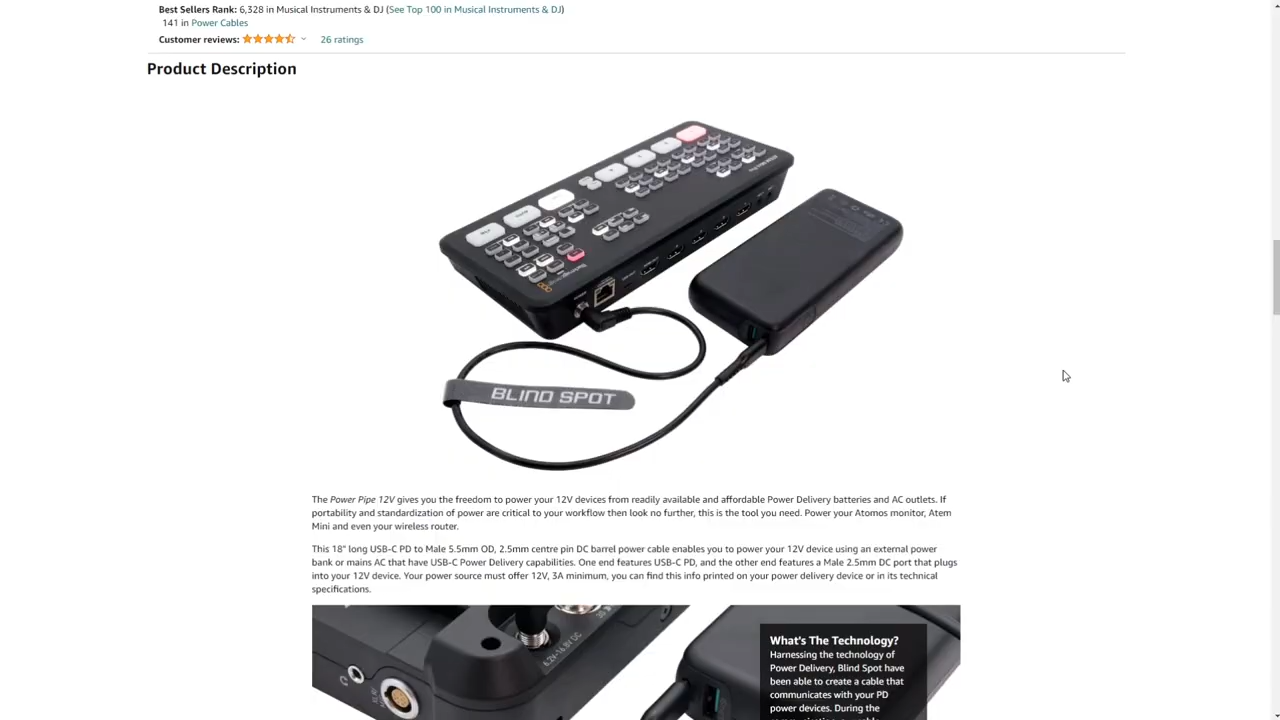 Best Sellers Rank: 6,328 in Musical Instruments & DJ (See Top 100 in Musical Instruments & DJ)
141 in Power Cables
Customer reviews: 26 ratings
Product Description
BLIND SPOT
The Power Pipe 12V gives you the freedom to power your 12V devices from readily available and affordable Power Delivery batteries and AC outlets. If
portability and standardization of power are critical to your workflow then look no further, this is the tool you need. Power your Atomos monitor, Atem
Mini and even your wireless router.
This 18" long USB-C PD to Male 5.5mm OD, 2.5mm centre pin DC barrel power cable enables you to power your 12V device using an external power
bank or mains AC that have USB-C Power Delivery capabilities. One end features USB-C PD, and the other end features a Male 2.5mm DC port that plugs
into your 12V device. Your power source must offer 12V, 3A minimum, you can find this info printed on your power delivery device or in its technical
specifications.
6.2V-16.8V DC
What's The Technology?
Harnessing the technology of
Power Delivery, Blind Spot have
been able to create a cable that
communicates with your PD
power devices. During the